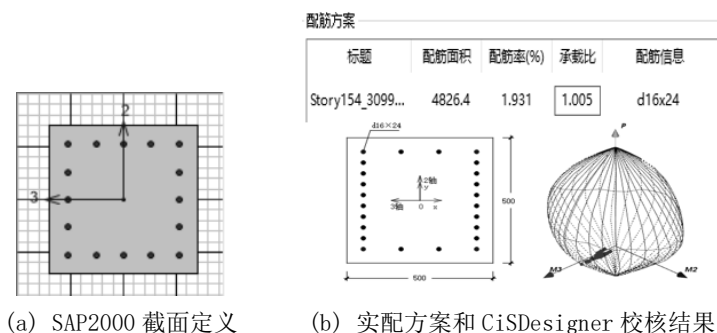 配筋方案
标题 配筋面积 配筋率(%) 承载比 配筋信息
Story154_3099... 4826.4 1.931 1.005 d16x24
2
3
d16×24
2轴
y
3轴 0 x
500
500
P
M3 M2
(a) SAP2000 截面定义 (b) 实配方案和 CiSDesigner 校核结果